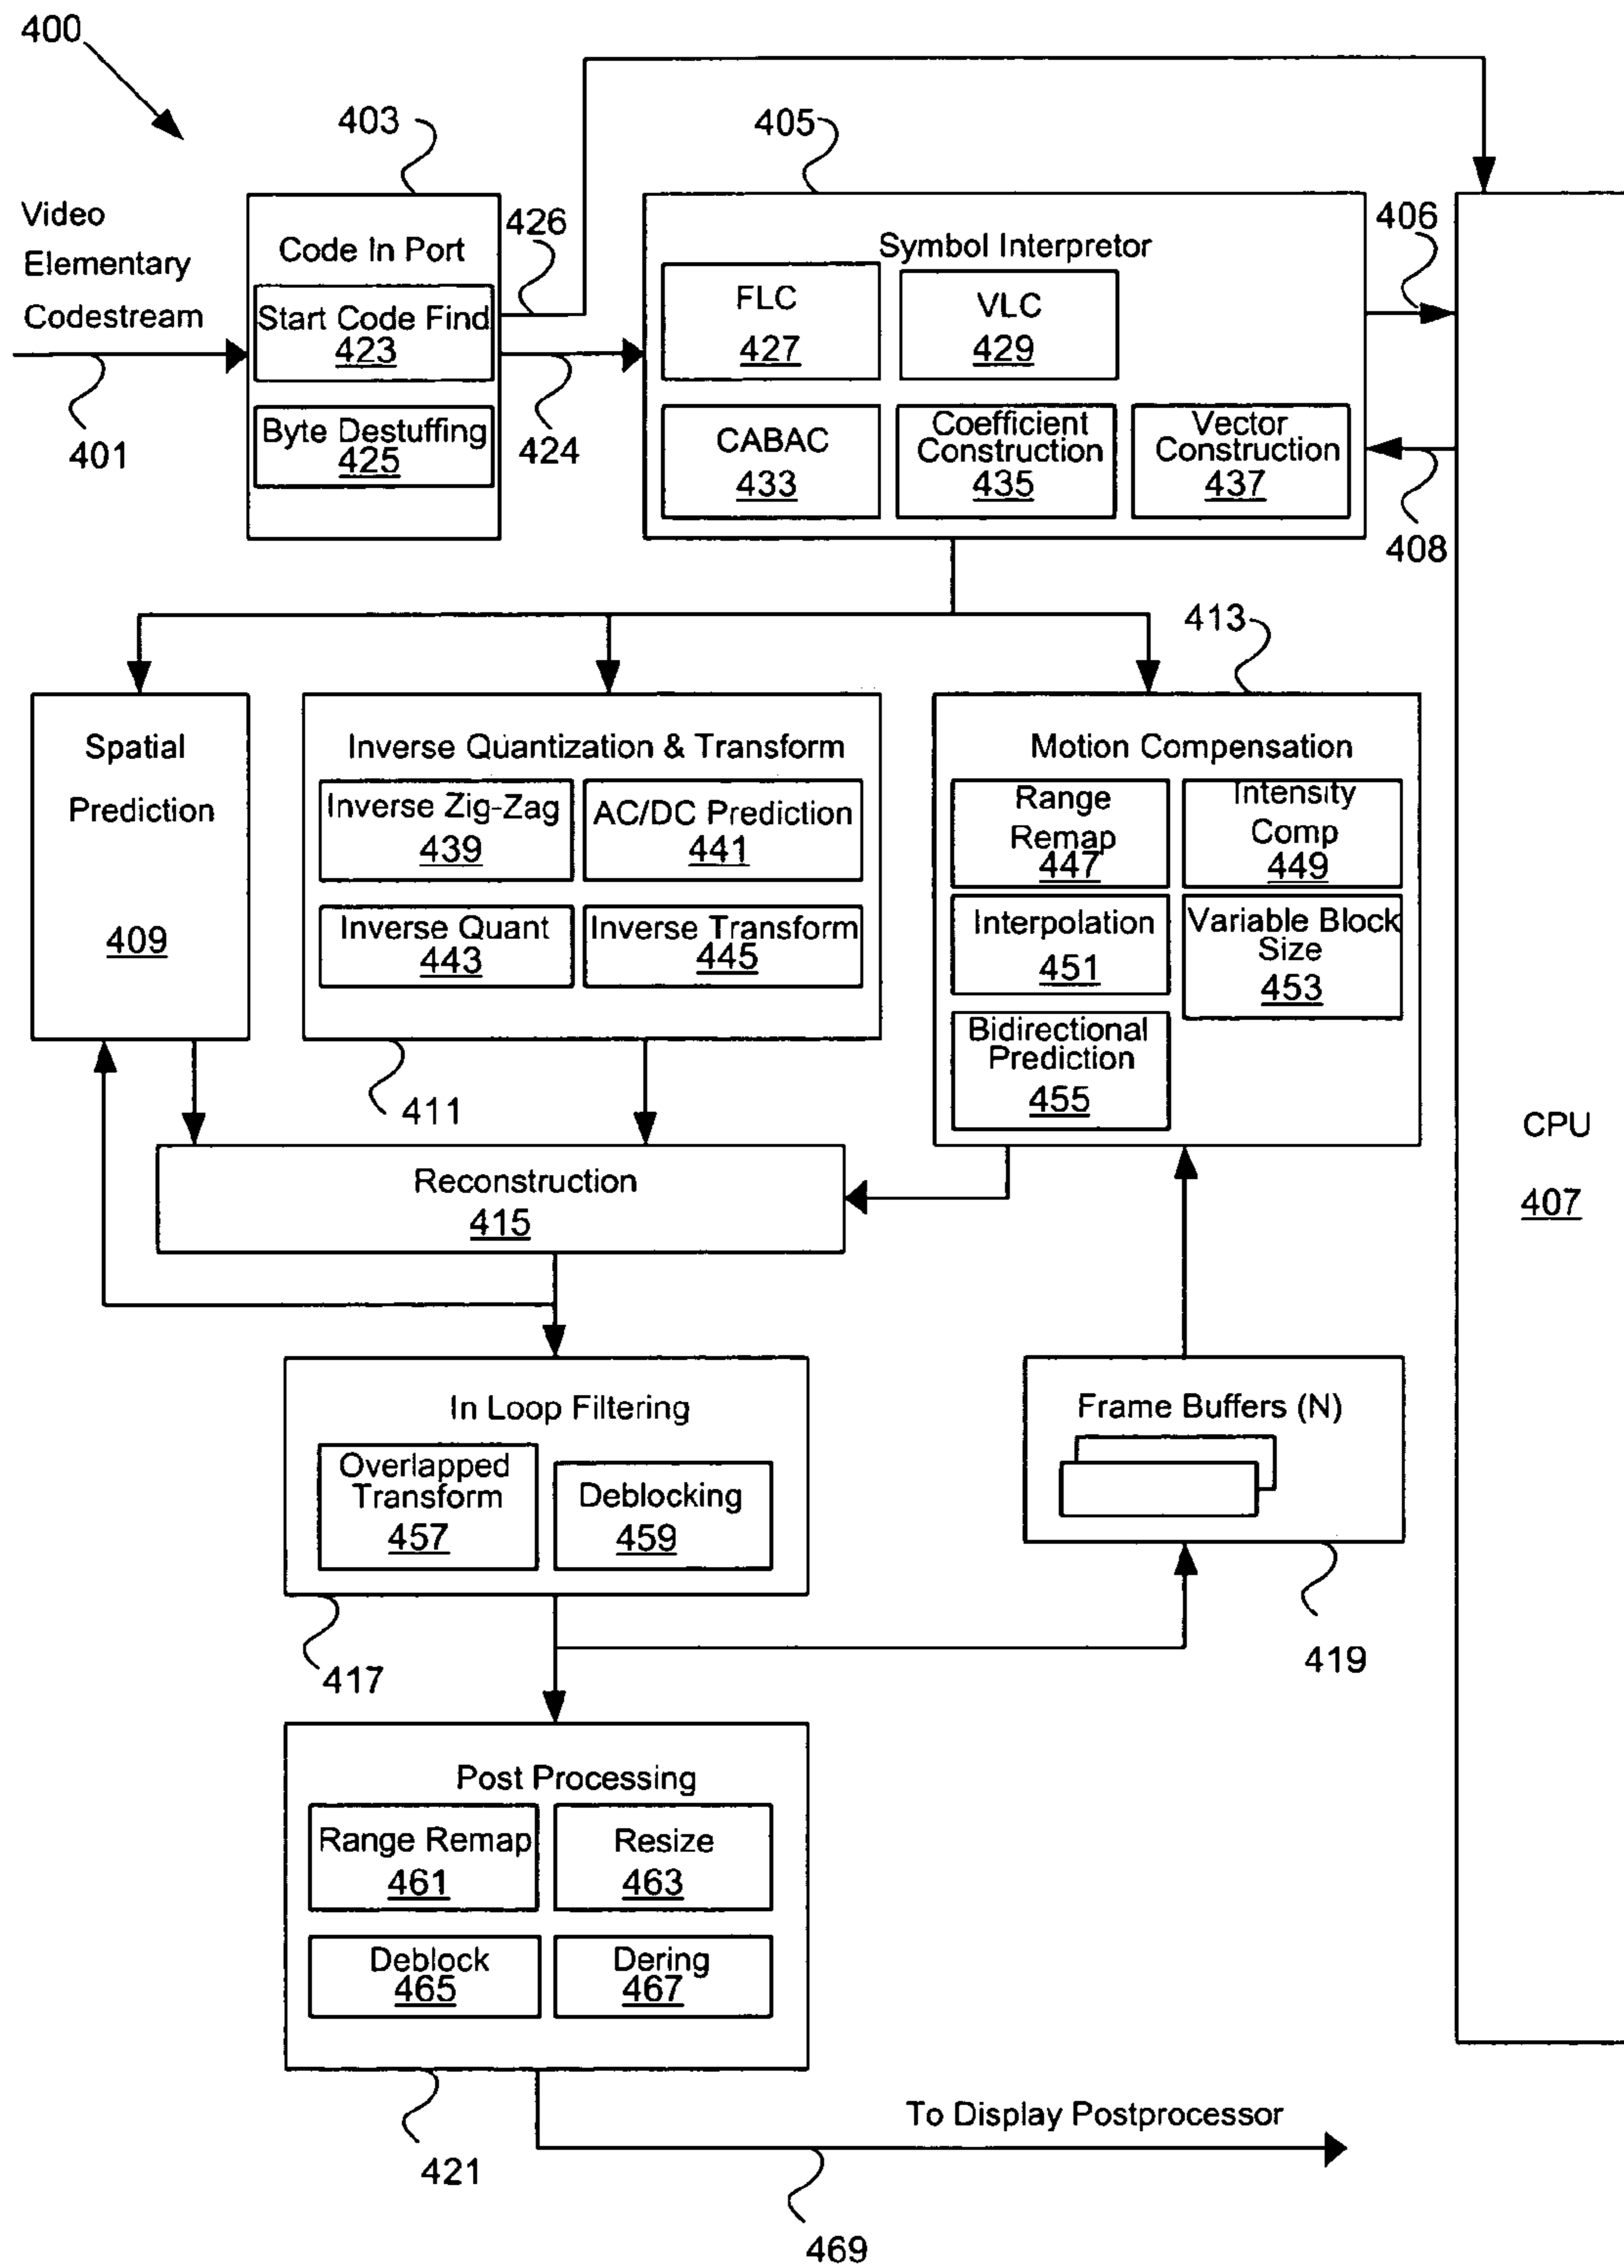 400
403
405
Video
Elementary
Codestream
401
Code In Port
Start Code Find
423
Byte Destuffing
425
426
424
Symbol Interpretor
FLC
427
VLC
429
CABAC
433
Coefficient
Construction
435
Vector
Construction
437
406
408
413
Spatial
Prediction
409
Inverse Quantization & Transform
Inverse Zig-Zag
439
AC/DC Prediction
441
Inverse Quant
443
Inverse Transform
445
411
Motion Compensation
Range
Remap
447
Intensity
Comp
449
Interpolation
451
Variable Block
Size
453
Bidirectional
Prediction
455
CPU
407
Reconstruction
415
In Loop Filtering
Overlapped
Transform
457
Deblocking
459
417
Frame Buffers (N)
419
Post Processing
Range Remap
461
Resize
463
Deblock
465
Dering
467
421
To Display Postprocessor
469